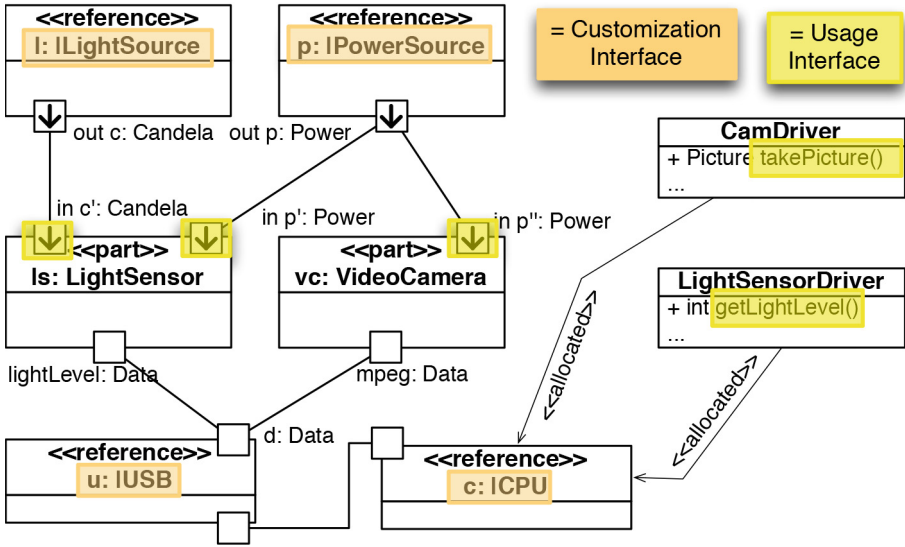 <<reference>>
l: ILightSource
<<reference>>
p: IPowerSource
= Customization
Interface
= Usage
Interface
out c: Candela
out p: Power
CamDriver
+ Picture takePicture()
...
in c': Candela
in p': Power
in p'': Power
<<part>>
ls: LightSensor
<<part>>
vc: VideoCamera
LightSensorDriver
+ int getLightLevel()
...
<<allocated>>
<<allocated>>
lightLevel: Data
mpeg: Data
d: Data
<<reference>>
u: IUSB
<<reference>>
c: ICPU